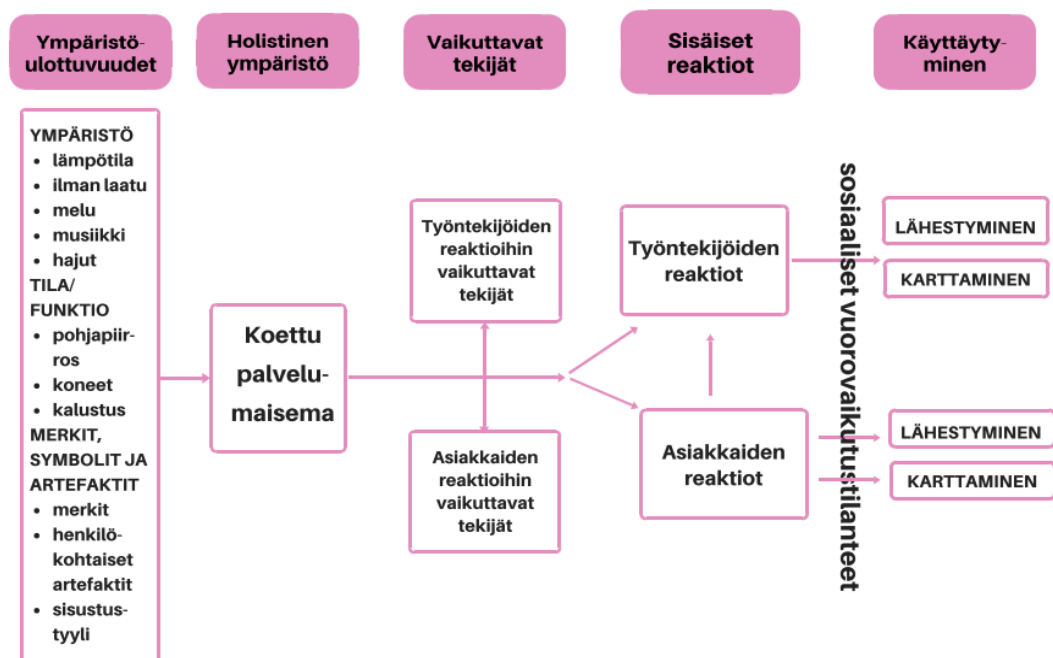 Ympäristö-
ulottuvuudet
Holistinen
ympäristö
Vaikuttavat
tekijät
Sisäiset
reaktiot
Käyttäyty-
minen
YMPÄRISTÖ
• lämpötila
• ilman laatu
• melu
• musiikki
• hajut
TILA/
FUNKTIO
• pohjapiir-
ros
• koneet
• kalustus
MERKIT,
SYMBOLIT JA
ARTEFAKTIT
• merkit
• henkilö-
kohtaiset
artefaktit
• sisustus-
tyyli
Koettu
palvelu-
maisema
Työntekijöiden
reaktioihin
vaikuttavat
tekijät
Asiakkaiden
reaktioihin
vaikuttavat
tekijät
Työntekijöiden
reaktiot
Asiakkaiden
reaktiot
sosiaaliset vuorovaikutustilanteet
LÄHESTYMINEN
KARTTAMINEN
LÄHESTYMINEN
KARTTAMINEN